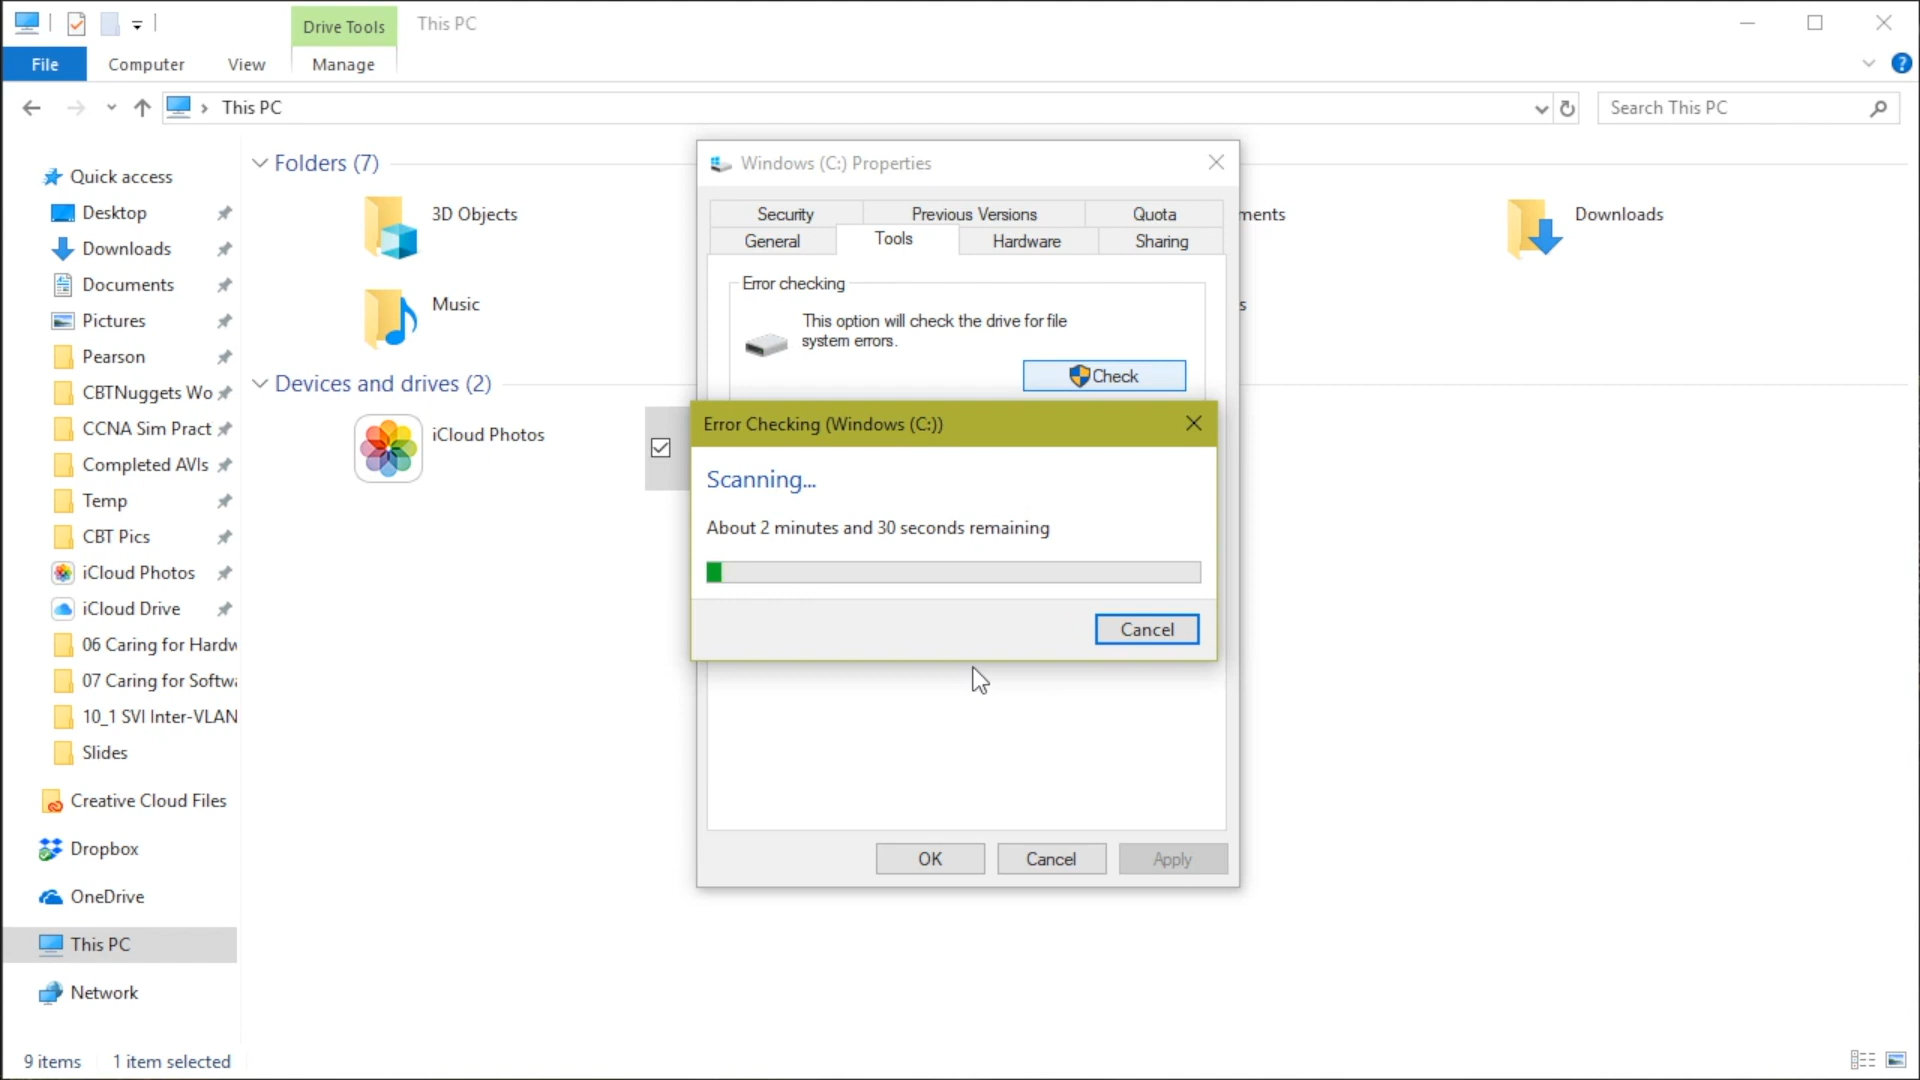 Drive Tools
This PC
File
Computer
View
Manage
This PC
Search This PC
Quick access
Desktop
Downloads
Documents
Pictures
Pearson
CBTNuggets Wo
CCNA Sim Pract
Completed AVIs
Temp
CBT Pics
iCloud Photos
iCloud Drive
06 Caring for Hardw
07 Caring for Softwa
10_1 SVI Inter-VLAN
Slides
Creative Cloud Files
Dropbox
OneDrive
This PC
Network
Folders (7)
3D Objects
ments
Downloads
Music
s
Devices and drives (2)
iCloud Photos
Windows (C:) Properties
Security
Previous Versions
Quota
General
Tools
Hardware
Sharing
Error checking
This option will check the drive for file
system errors.
Check
Error Checking (Windows (C:))
Scanning...
About 2 minutes and 30 seconds remaining
Cancel
OK
Cancel
Apply
9 items
1 item selected